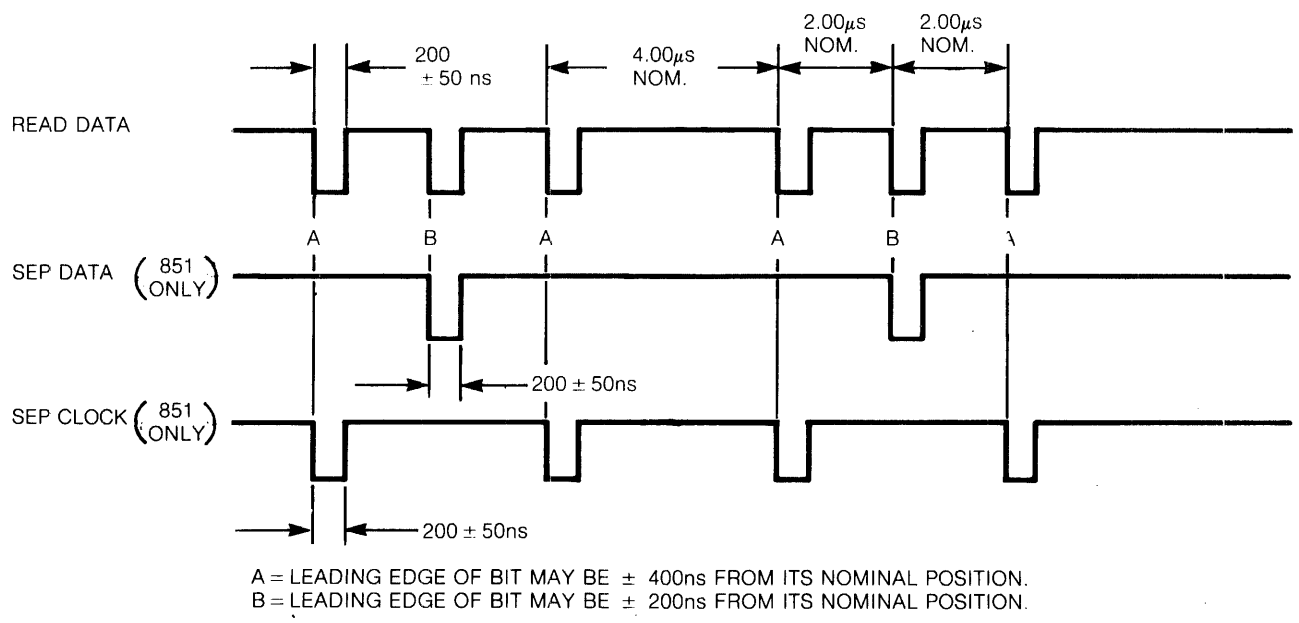 2.00µs
NOM.
2.00µs
NOM.
200
± 50 ns
4.00µs
NOM.
READ DATA
A B A A B A
SEP DATA (851 ONLY)
200 ± 50ns
SEP CLOCK (851 ONLY)
200 ± 50ns
A = LEADING EDGE OF BIT MAY BE ± 400ns FROM ITS NOMINAL POSITION.
B = LEADING EDGE OF BIT MAY BE ± 200ns FROM ITS NOMINAL POSITION.